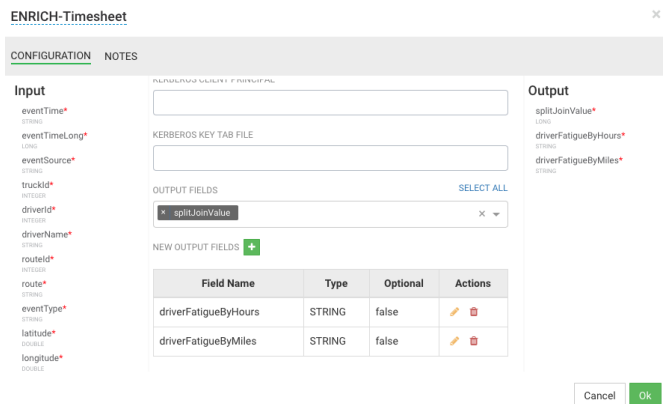 ENRICH-Timesheet
×
CONFIGURATION NOTES
Input
eventTime*
STRING
eventTimeLong*
LONG
eventSource*
STRING
truckId*
INTEGER
driverId*
INTEGER
driverName*
STRING
routeId*
INTEGER
route*
STRING
eventType*
STRING
latitude*
DOUBLE
longitude*
DOUBLE
KERBEROS CLIENT PRINCIPAL
KERBEROS KEY TAB FILE
OUTPUT FIELDS SELECT ALL
× splitJoinValue ×
NEW OUTPUT FIELDS +
Field Name Type Optional Actions
driverFatigueByHours STRING false
driverFatigueByMiles STRING false
Output
splitJoinValue*
LONG
driverFatigueByHours*
STRING
driverFatigueByMiles*
STRING
Cancel Ok